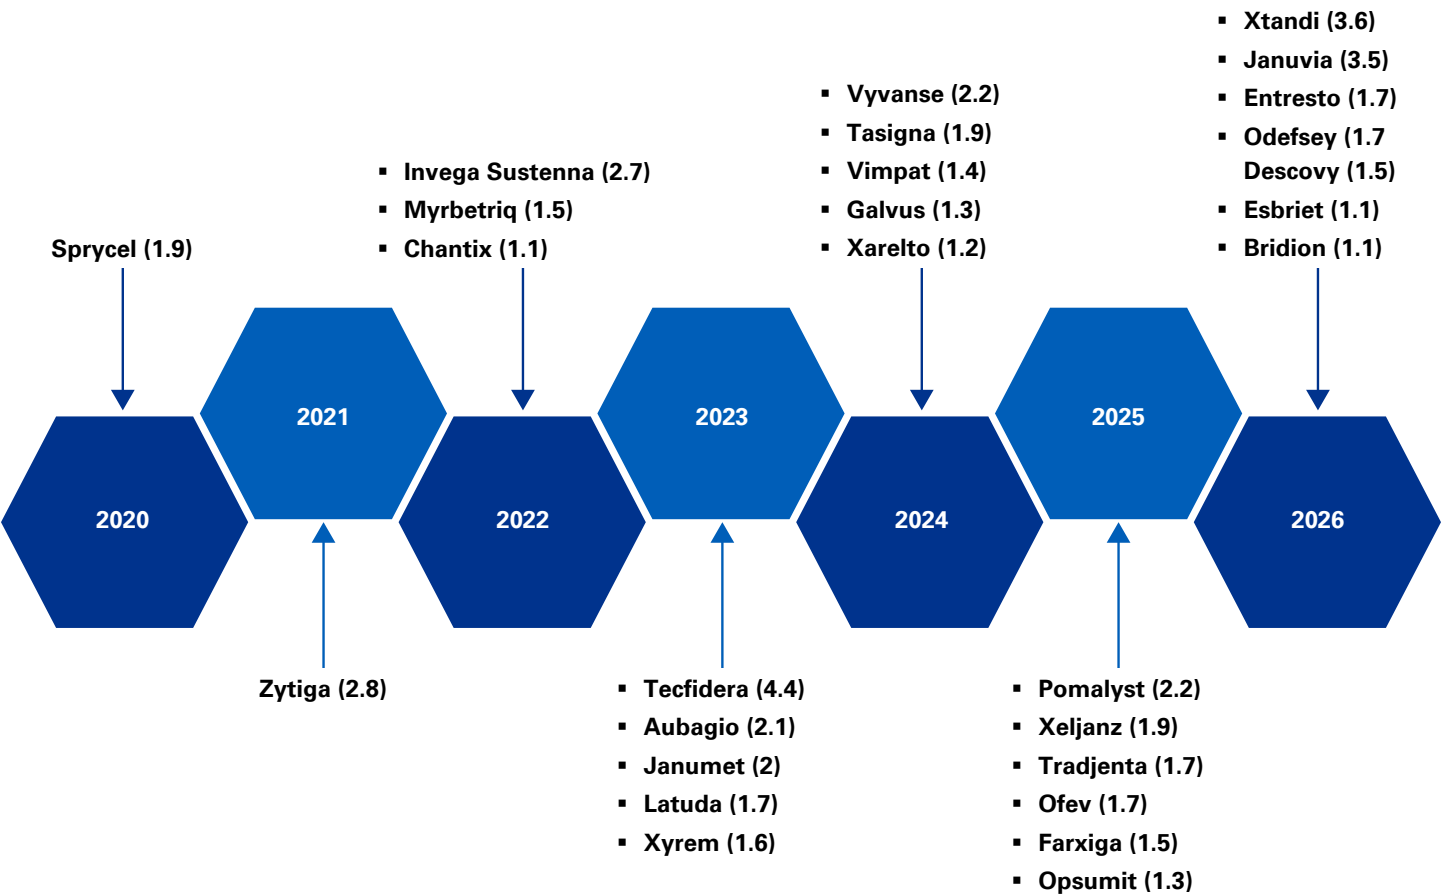 ▪ Xtandi (3.6)
▪ Januvia (3.5)
▪ Entresto (1.7)
▪ Odefsey (1.7
Descovy (1.5)
▪ Esbriet (1.1)
▪ Bridion (1.1)
▪ Vyvanse (2.2)
▪ Tasigna (1.9)
▪ Vimpat (1.4)
▪ Galvus (1.3)
▪ Xarelto (1.2)
▪ Invega Sustenna (2.7)
▪ Myrbetriq (1.5)
▪ Chantix (1.1)
Sprycel (1.9)
2020
2021
2022
2023
2024
2025
2026
Zytiga (2.8)
▪ Tecfidera (4.4)
▪ Aubagio (2.1)
▪ Janumet (2)
▪ Latuda (1.7)
▪ Xyrem (1.6)
▪ Pomalyst (2.2)
▪ Xeljanz (1.9)
▪ Tradjenta (1.7)
▪ Ofev (1.7)
▪ Farxiga (1.5)
▪ Opsumit (1.3)